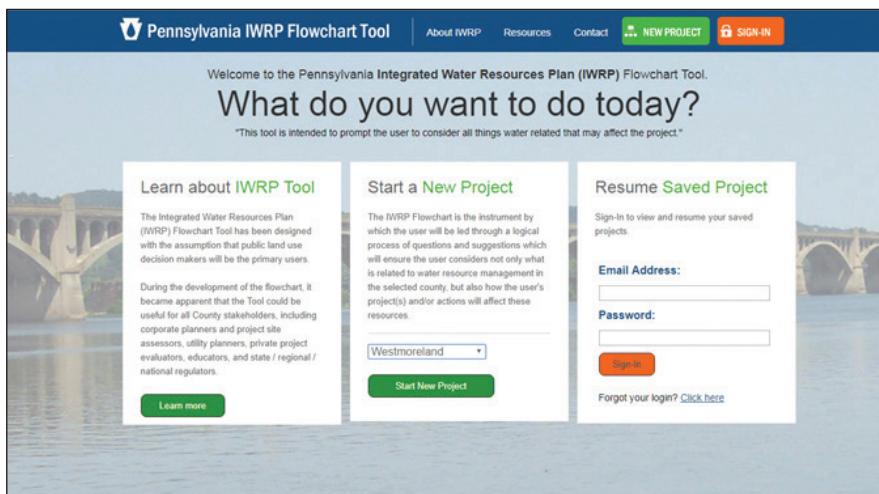 Pennsylvania IWRP Flowchart Tool
About IWRP
Resources
Contact
NEW PROJECT
SIGN-IN
Welcome to the Pennsylvania Integrated Water Resources Plan (IWRP) Flowchart Tool.
What do you want to do today?
"This tool is intended to prompt the user to consider all things water related that may affect the project."
Learn about IWRP Tool
The Integrated Water Resources Plan
(IWRP) Flowchart Tool has been designed
with the assumption that public land use
decision makers will be the primary users.
During the development of the flowchart, it
became apparent that the Tool could be
useful for all County stakeholders, including
corporate planners and project site
assessors, utility planners, private project
evaluators, educators, and state / regional /
national regulators.
Learn more
Start a New Project
The IWRP Flowchart is the instrument by
which the user will be led through a logical
process of questions and suggestions which
will ensure the user considers not only what
is related to water resource management in
the selected county, but also how the user's
project(s) and/or actions will affect these
resources.
Westmoreland
Start New Project
Resume Saved Project
Sign-In to view and resume your saved
projects.
Email Address:
Password:
Sign-In
Forgot your login? Click here